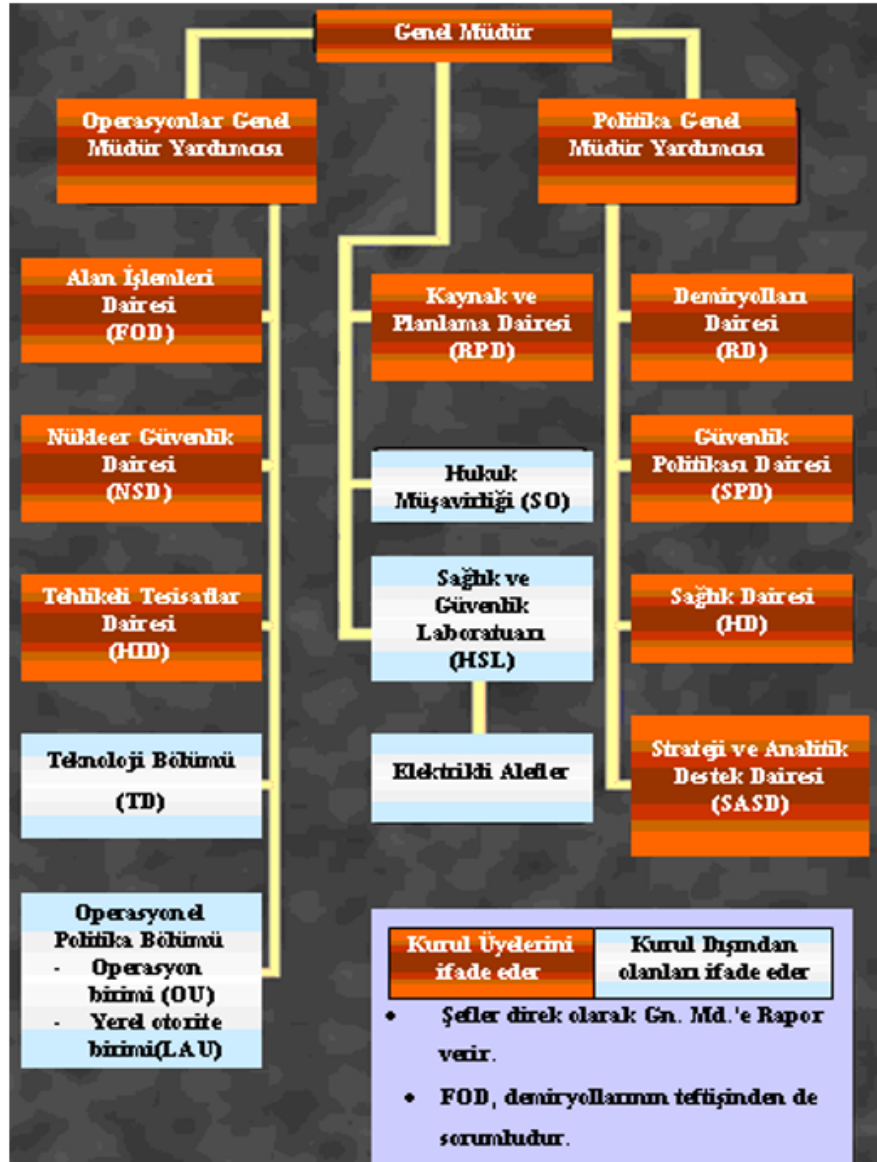 Genel Müdür
Operasyonlar Genel
Müdür Yardımcısı
Politika Genel
Müdür Yardımcısı
Alan İşlemleri
Dairesi
(FOD)
Nükleer Güvenlik
Dairesi
(NSD)
Tehlikeli Tesisatlar
Dairesi
(HID)
Teknoloji Bölümü
(TD)
Operasyonel
Politika Bölümü
- Operasyon
birimi (OU)
- Yerel otorite
birimi(LAU)
Kaynak ve
Planlama Dairesi
(RPD)
Hukuk
Müşavirliği (SO)
Sağlık ve
Güvenlik
Laboratuarı
(HSL)
Elektrikli Aletler
Demiryolları
Dairesi
(RD)
Güvenlik
Politikası Dairesi
(SPD)
Sağlık Dairesi
(HD)
Strateji ve Analitik
Destek Dairesi
(SASD)
Kurul Üyelerini
ifade eder
Kurul Dışından
olanları ifade eder
• Şefler direk olarak Gn. Md.'e Rapor
verir.
• FOD, demiryollarının teftişinden de
sorumludur.